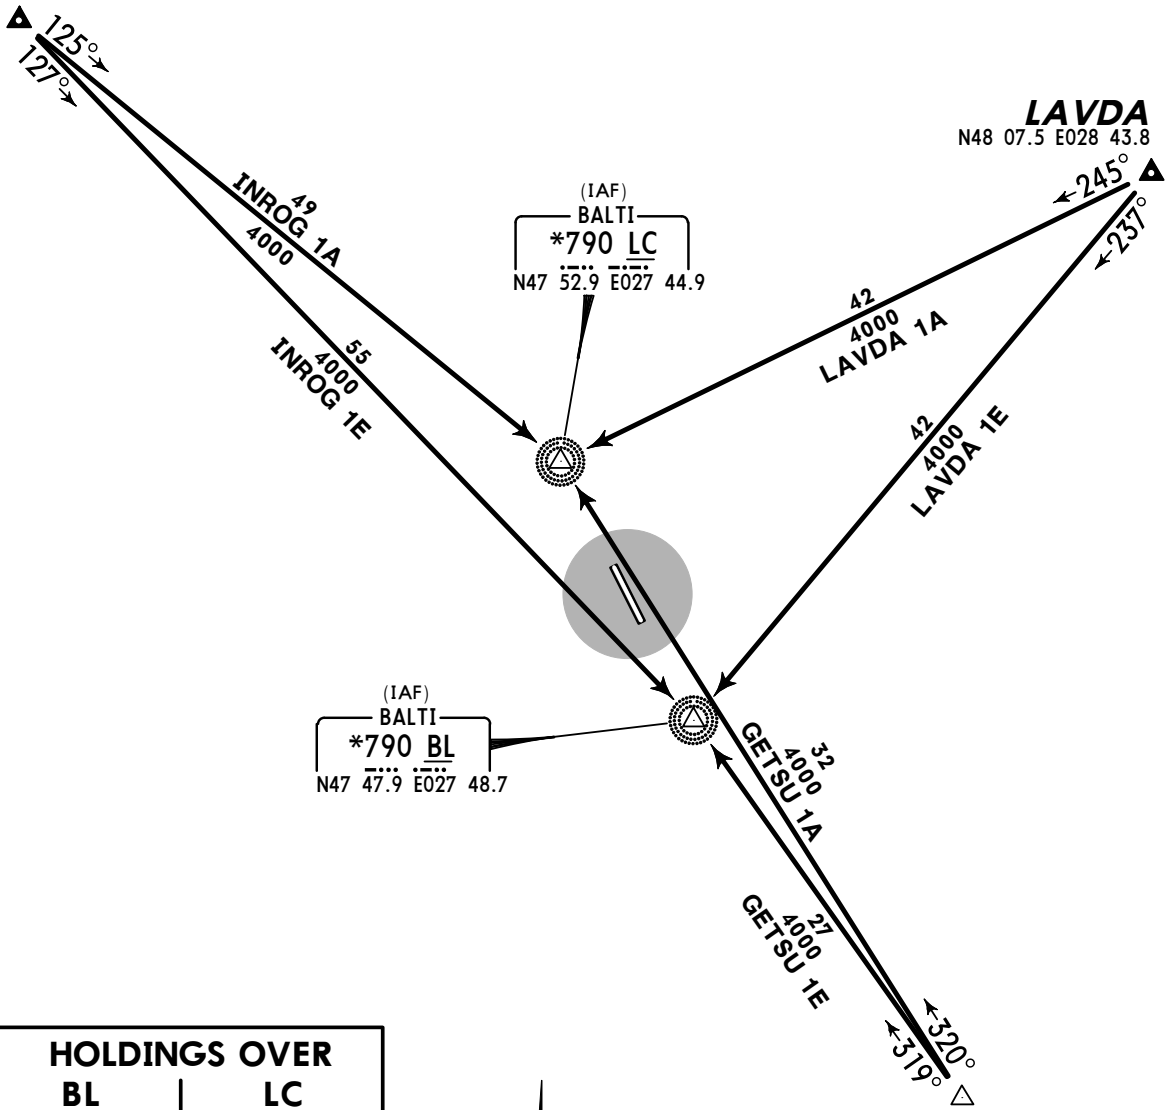 125°
127°
LAVDA
N48 07.5 E028 43.8
245°
237°
49
INROG 1A
4000
(IAF)
BALTI
*790 LC
N47 52.9 E027 44.9
42
4000
LAVDA 1A
55
4000
INROG 1E
42
4000
LAVDA 1E
(IAF)
BALTI
*790 BL
N47 47.9 E027 48.7
32
4000
GETSU 1A
27
4000
GETSU 1E
320°
319°
HOLDINGS OVER
BL LC